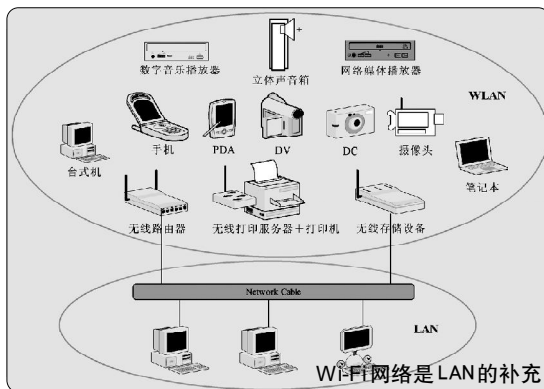 数字音乐播放器
立体声音箱
网络媒体播放器
WLAN
台式机
手机
PDA
DV
DC
摄像头
笔记本
无线路由器
无线打印服务器＋打印机
无线存储设备
Network Cable
LAN
Wi-Fi网络是LAN的补充